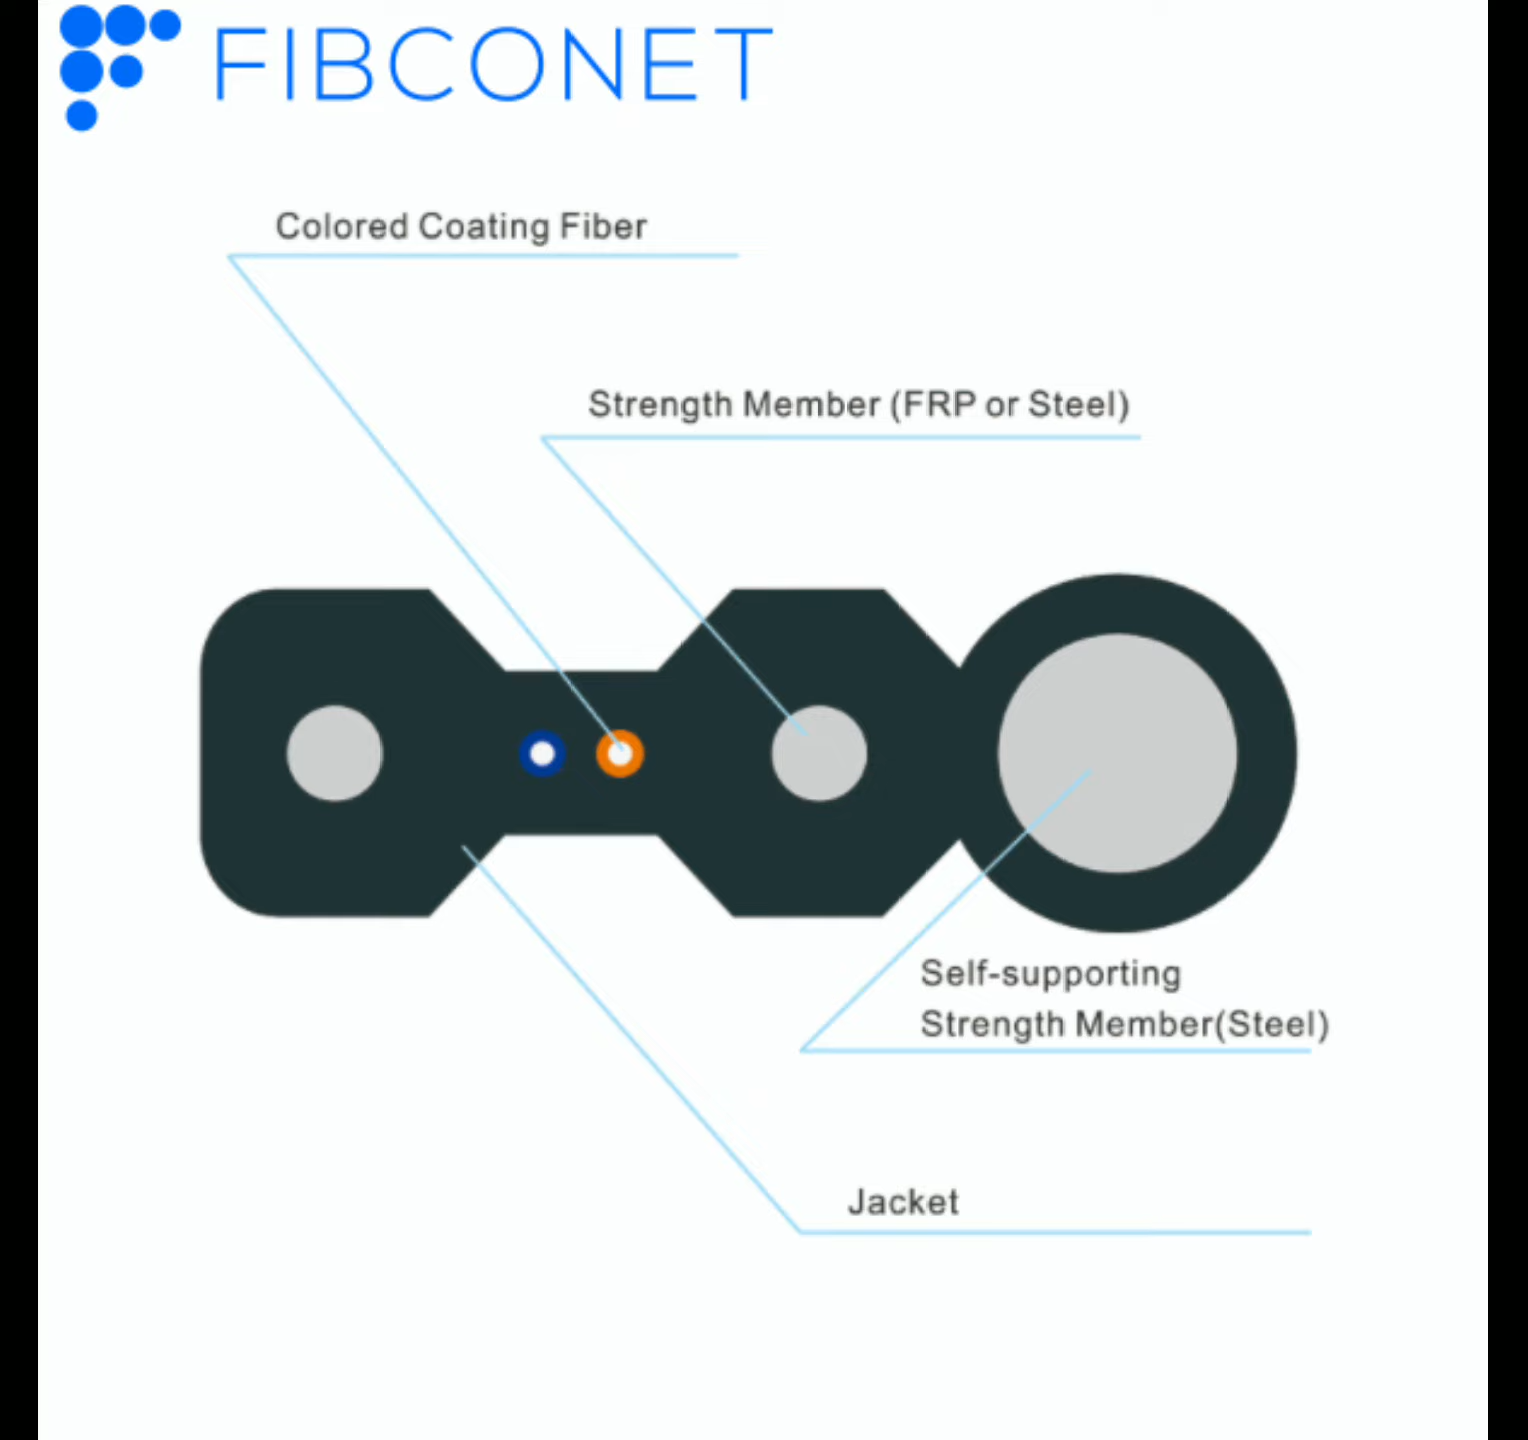 FIBCONET
Colored Coating Fiber
Strength Member (FRP or Steel)
Self-supporting
Strength Member(Steel)
Jacket